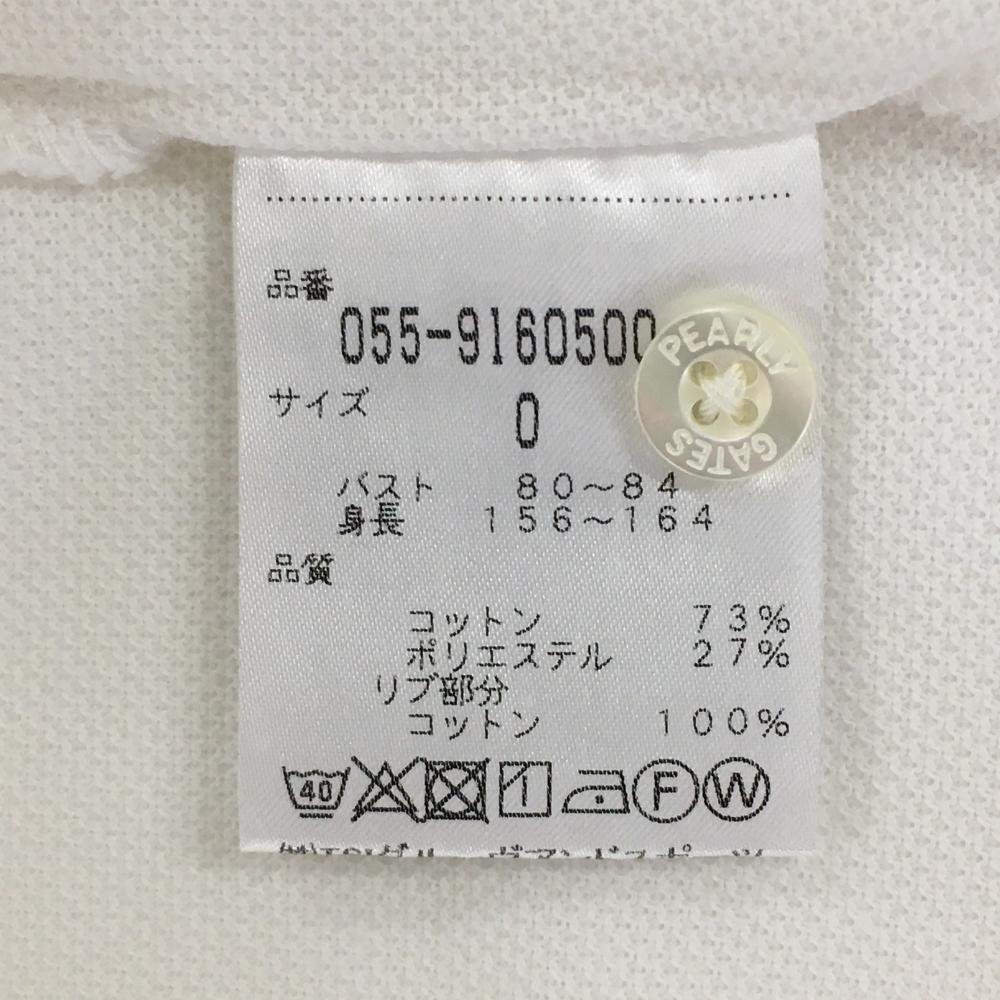 品番
055-9160500
PEARLY GATES
サイズ 0
バスト 80～84
身長 156～164
品質
コットン 73%
ポリエステル 27%
リブ部分
コットン 100%
40 F W